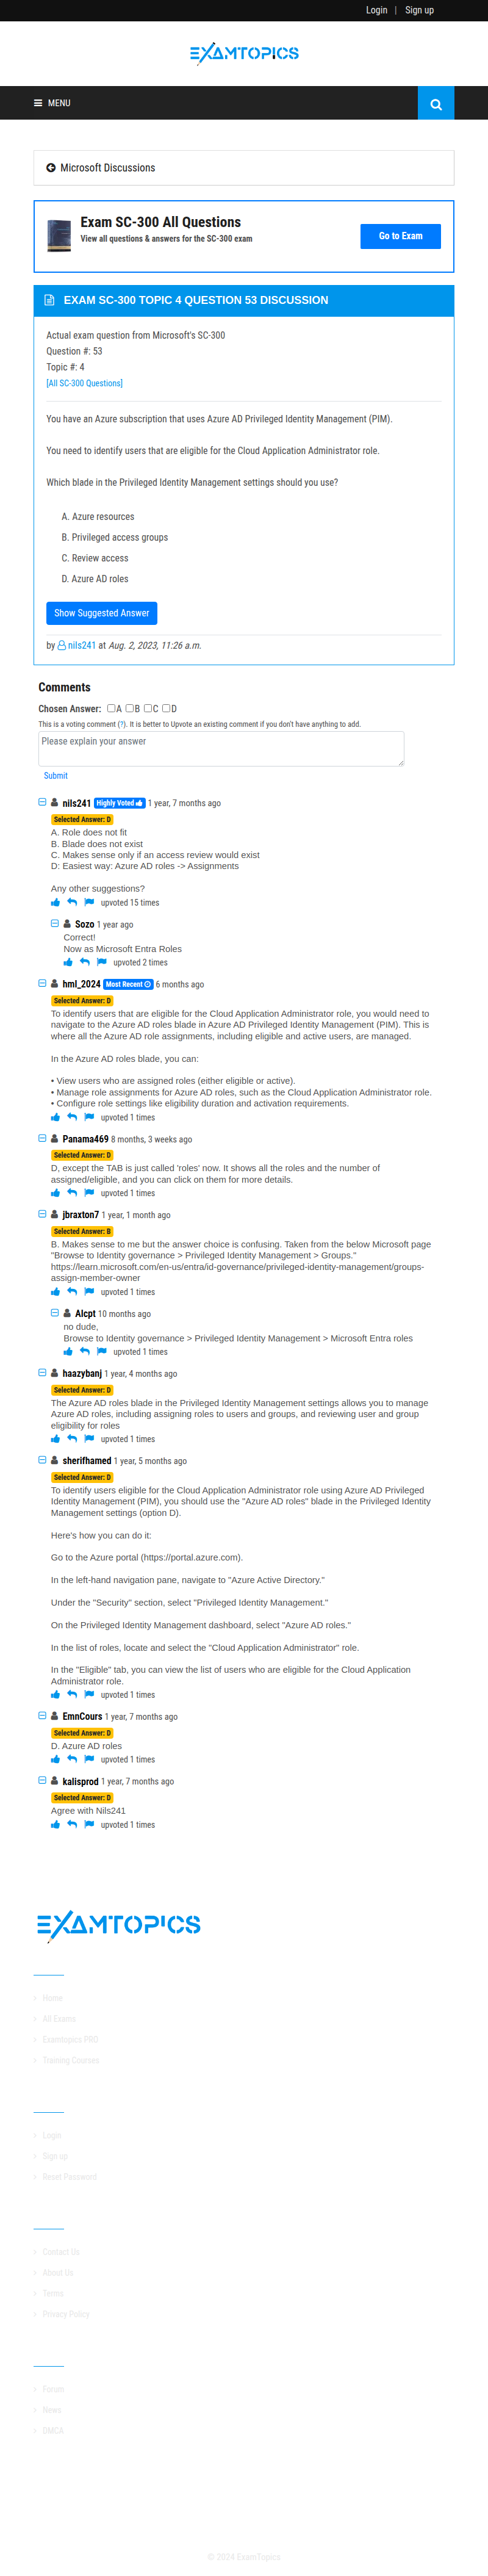 Login | Sign up
EXAMTOPICS
MENU
Microsoft Discussions
Exam SC-300 All Questions
View all questions & answers for the SC-300 exam
Go to Exam
EXAM SC-300 TOPIC 4 QUESTION 53 DISCUSSION
Actual exam question from Microsoft's SC-300
Question #: 53
Topic #: 4
[All SC-300 Questions]
You have an Azure subscription that uses Azure AD Privileged Identity Management (PIM).
You need to identify users that are eligible for the Cloud Application Administrator role.
Which blade in the Privileged Identity Management settings should you use?
A. Azure resources
B. Privileged access groups
C. Review access
D. Azure AD roles
Show Suggested Answer
by nils241 at Aug. 2, 2023, 11:26 a.m.
Comments
Chosen Answer: A B C D
This is a voting comment (?). It is better to Upvote an existing comment if you don't have anything to add.
Please explain your answer
Submit
nils241 Highly Voted 1 year, 7 months ago
Selected Answer: D
A. Role does not fit
B. Blade does not exist
C. Makes sense only if an access review would exist
D: Easiest way: Azure AD roles -> Assignments
Any other suggestions?
upvoted 15 times
Sozo 1 year ago
Correct!
Now as Microsoft Entra Roles
upvoted 2 times
hml_2024 Most Recent 6 months ago
Selected Answer: D
To identify users that are eligible for the Cloud Application Administrator role, you would need to
navigate to the Azure AD roles blade in Azure AD Privileged Identity Management (PIM). This is
where all the Azure AD role assignments, including eligible and active users, are managed.
In the Azure AD roles blade, you can:
• View users who are assigned roles (either eligible or active).
• Manage role assignments for Azure AD roles, such as the Cloud Application Administrator role.
• Configure role settings like eligibility duration and activation requirements.
upvoted 1 times
Panama469 8 months, 3 weeks ago
Selected Answer: D
D, except the TAB is just called 'roles' now. It shows all the roles and the number of
assigned/eligible, and you can click on them for more details.
upvoted 1 times
jbraxton7 1 year, 1 month ago
Selected Answer: B
B. Makes sense to me but the answer choice is confusing. Taken from the below Microsoft page
"Browse to Identity governance > Privileged Identity Management > Groups."
https://learn.microsoft.com/en-us/entra/id-governance/privileged-identity-management/groups-
assign-member-owner
upvoted 1 times
Alcpt 10 months ago
no dude,
Browse to Identity governance > Privileged Identity Management > Microsoft Entra roles
upvoted 1 times
haazybanj 1 year, 4 months ago
Selected Answer: D
The Azure AD roles blade in the Privileged Identity Management settings allows you to manage
Azure AD roles, including assigning roles to users and groups, and reviewing user and group
eligibility for roles
upvoted 1 times
sherifhamed 1 year, 5 months ago
Selected Answer: D
To identify users eligible for the Cloud Application Administrator role using Azure AD Privileged
Identity Management (PIM), you should use the "Azure AD roles" blade in the Privileged Identity
Management settings (option D).
Here's how you can do it:
Go to the Azure portal (https://portal.azure.com).
In the left-hand navigation pane, navigate to "Azure Active Directory."
Under the "Security" section, select "Privileged Identity Management."
On the Privileged Identity Management dashboard, select "Azure AD roles."
In the list of roles, locate and select the "Cloud Application Administrator" role.
In the "Eligible" tab, you can view the list of users who are eligible for the Cloud Application
Administrator role.
upvoted 1 times
EmnCours 1 year, 7 months ago
Selected Answer: D
D. Azure AD roles
upvoted 1 times
kalisprod 1 year, 7 months ago
Selected Answer: D
Agree with Nils241
upvoted 1 times
EXAMTOPICS
Home
All Exams
Examtopics PRO
Training Courses
Login
Sign up
Reset Password
Contact Us
About Us
Terms
Privacy Policy
Forum
News
DMCA
© 2024 ExamTopics